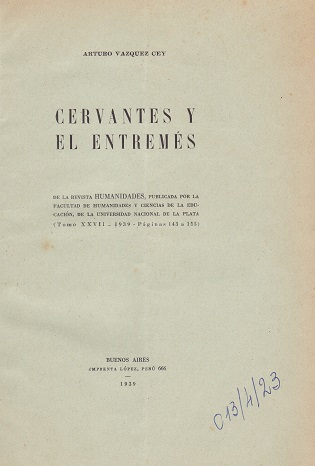 ARTURO VAZQUEZ CEY
CERVANTES Y
EL ENTREMÉS
DE LA REVISTA HUMANIDADES, PUBLICADA POR LA
FACULTAD DE HUMANIDADES Y CIENCIAS DE LA EDU-
CACIÓN, DE LA UNIVERSIDAD NACIONAL DE LA PLATA
(Tomo XXVII - 1939 - Páginas 143 a 155)
BUENOS AIRES
IMPRENTA LÓPEZ, PERÚ 666
1939
013/4/23